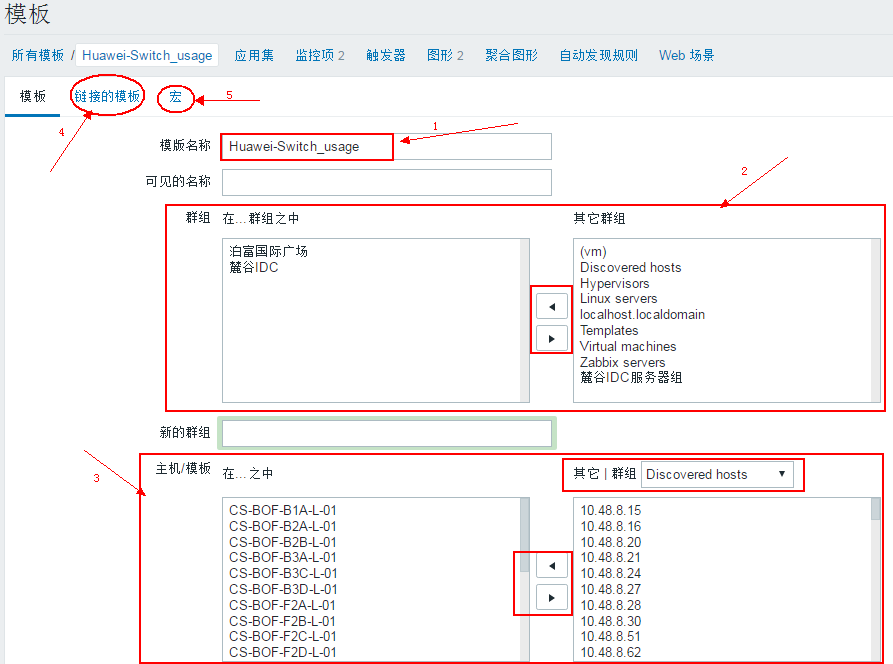 模板
所有模板 / Huawei-Switch_usage 应用集 监控项 2 触发器 图形 2 聚合图形 自动发现规则 Web 场景
模板 链接的模板 宏 5
4
1
模版名称 Huawei-Switch_usage
2
可见的名称
群组 在...群组之中 其它群组
泊富国际广场 (vm)
麓谷IDC Discovered hosts
Hypervisors
Linux servers
localhost.localdomain
Templates
Virtual machines
Zabbix servers
麓谷IDC服务器组
新的群组
主机/模板 在...之中 其它 | 群组 Discovered hosts
3
CS-BOF-B1A-L-01 10.48.8.15
CS-BOF-B2A-L-01 10.48.8.16
CS-BOF-B2B-L-01 10.48.8.20
CS-BOF-B3A-L-01 10.48.8.21
CS-BOF-B3C-L-01 10.48.8.24
CS-BOF-B3D-L-01 10.48.8.27
CS-BOF-F2A-L-01 10.48.8.28
CS-BOF-F2B-L-01 10.48.8.30
CS-BOF-F2C-L-01 10.48.8.51
CS-BOF-F2D-L-01 10.48.8.62